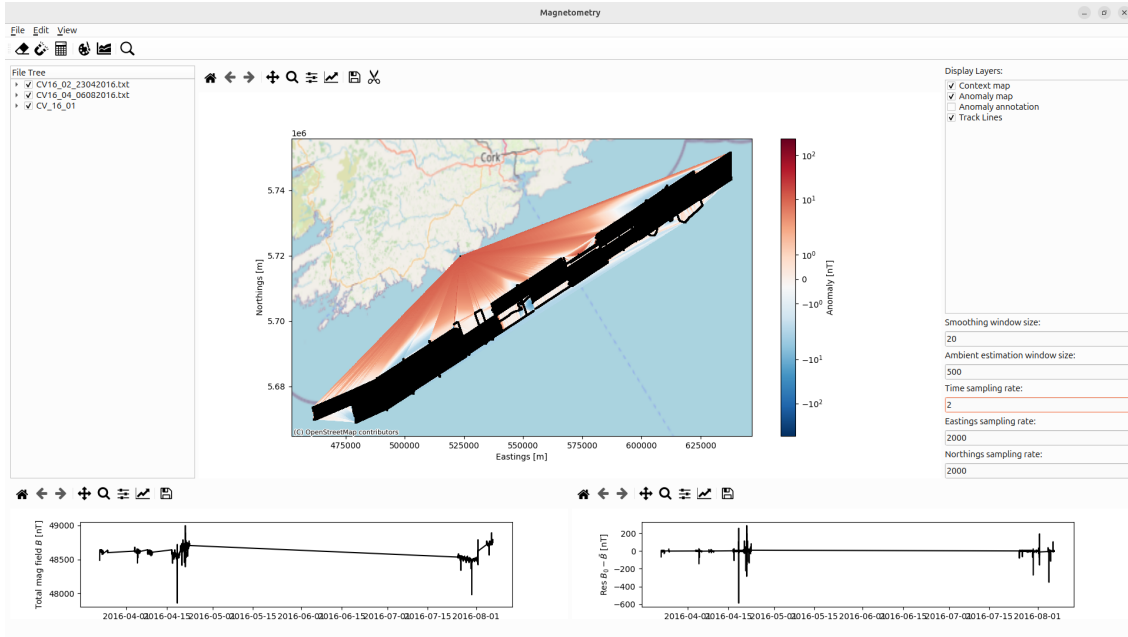 Magnetometry
File Edit View
File Tree
CV16_02_23042016.txt
CV16_04_06082016.txt
CV_16_01
Display Layers:
Context map
Anomaly map
Anomaly annotation
Track Lines
1e6
5.74
5.72
5.70
5.68
Northings [m]
Cork
(C) OpenStreetMap contributors
475000 500000 525000 550000 575000 600000 625000
Eastings [m]
10²
10¹
10⁰
0
−10⁰
−10¹
−10²
Anomaly [nT]
Smoothing window size:
20
Ambient estimation window size:
500
Time sampling rate:
2
Eastings sampling rate:
2000
Northings sampling rate:
2000
Total mag field B [nT]
49000
48500
48000
2016-04-01 2016-04-15 2016-05-01 2016-05-15 2016-06-01 2016-06-15 2016-07-01 2016-07-15 2016-08-01
200
0
−200
−400
−600
2016-04-01 2016-04-15 2016-05-01 2016-05-15 2016-06-01 2016-06-15 2016-07-01 2016-07-15 2016-08-01